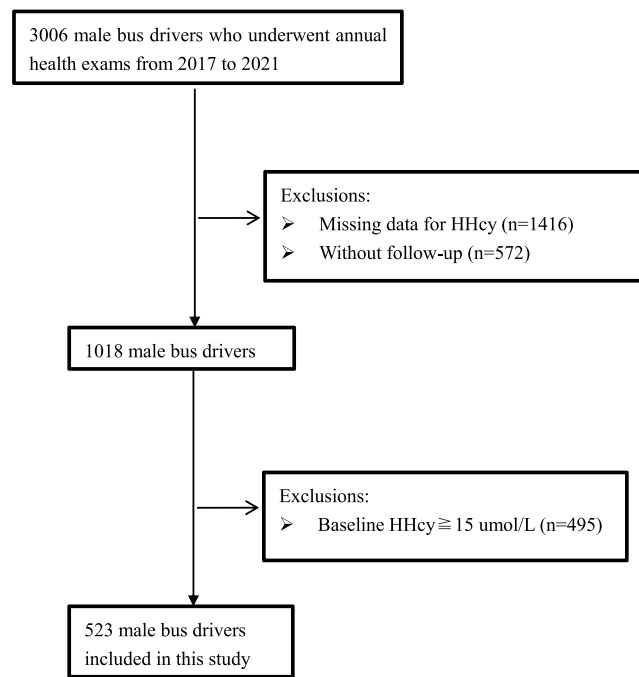 3006 male bus drivers who underwent annual
health exams from 2017 to 2021
Exclusions:
➢ Missing data for HHcy (n=1416)
➢ Without follow-up (n=572)
1018 male bus drivers
Exclusions:
➢ Baseline HHcy≧15 umol/L (n=495)
523 male bus drivers
included in this study